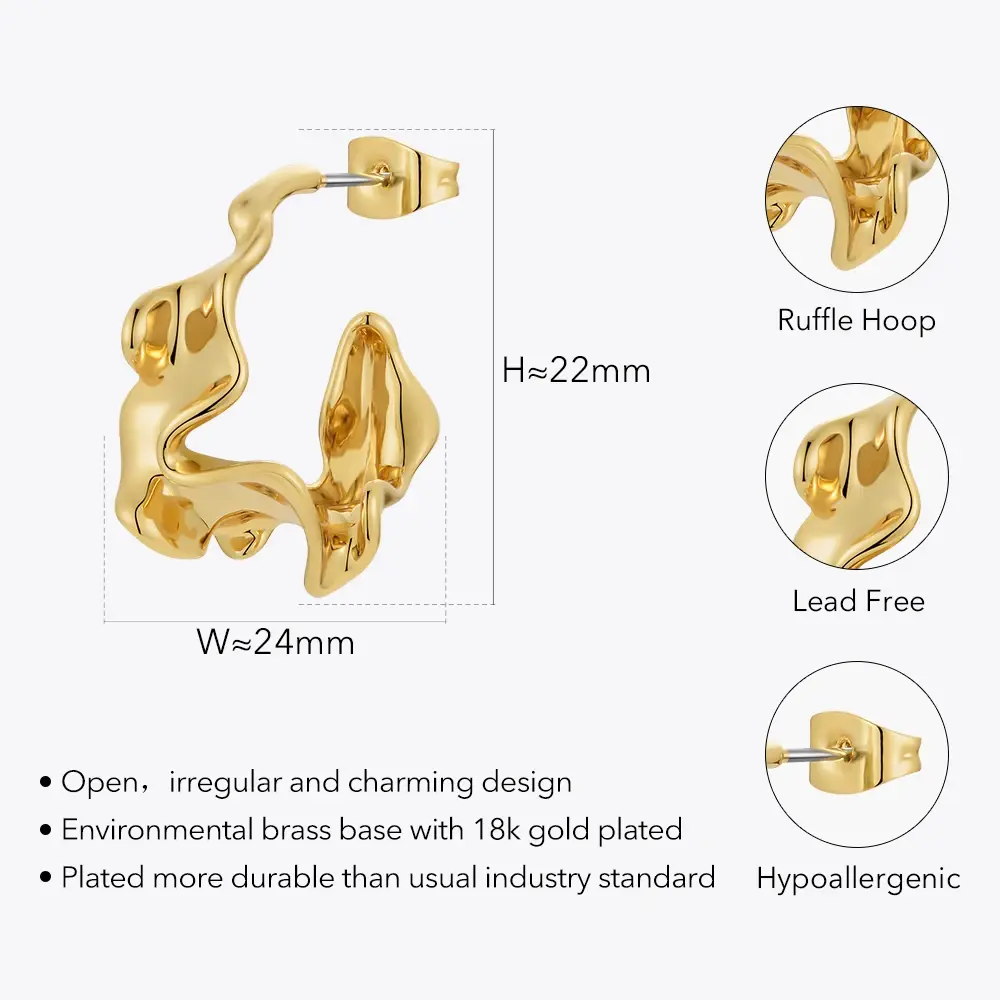 H≈22mm
W≈24mm
Ruffle Hoop
Lead Free
Hypoallergenic
• Open，irregular and charming design
• Environmental brass base with 18k gold plated
• Plated more durable than usual industry standard